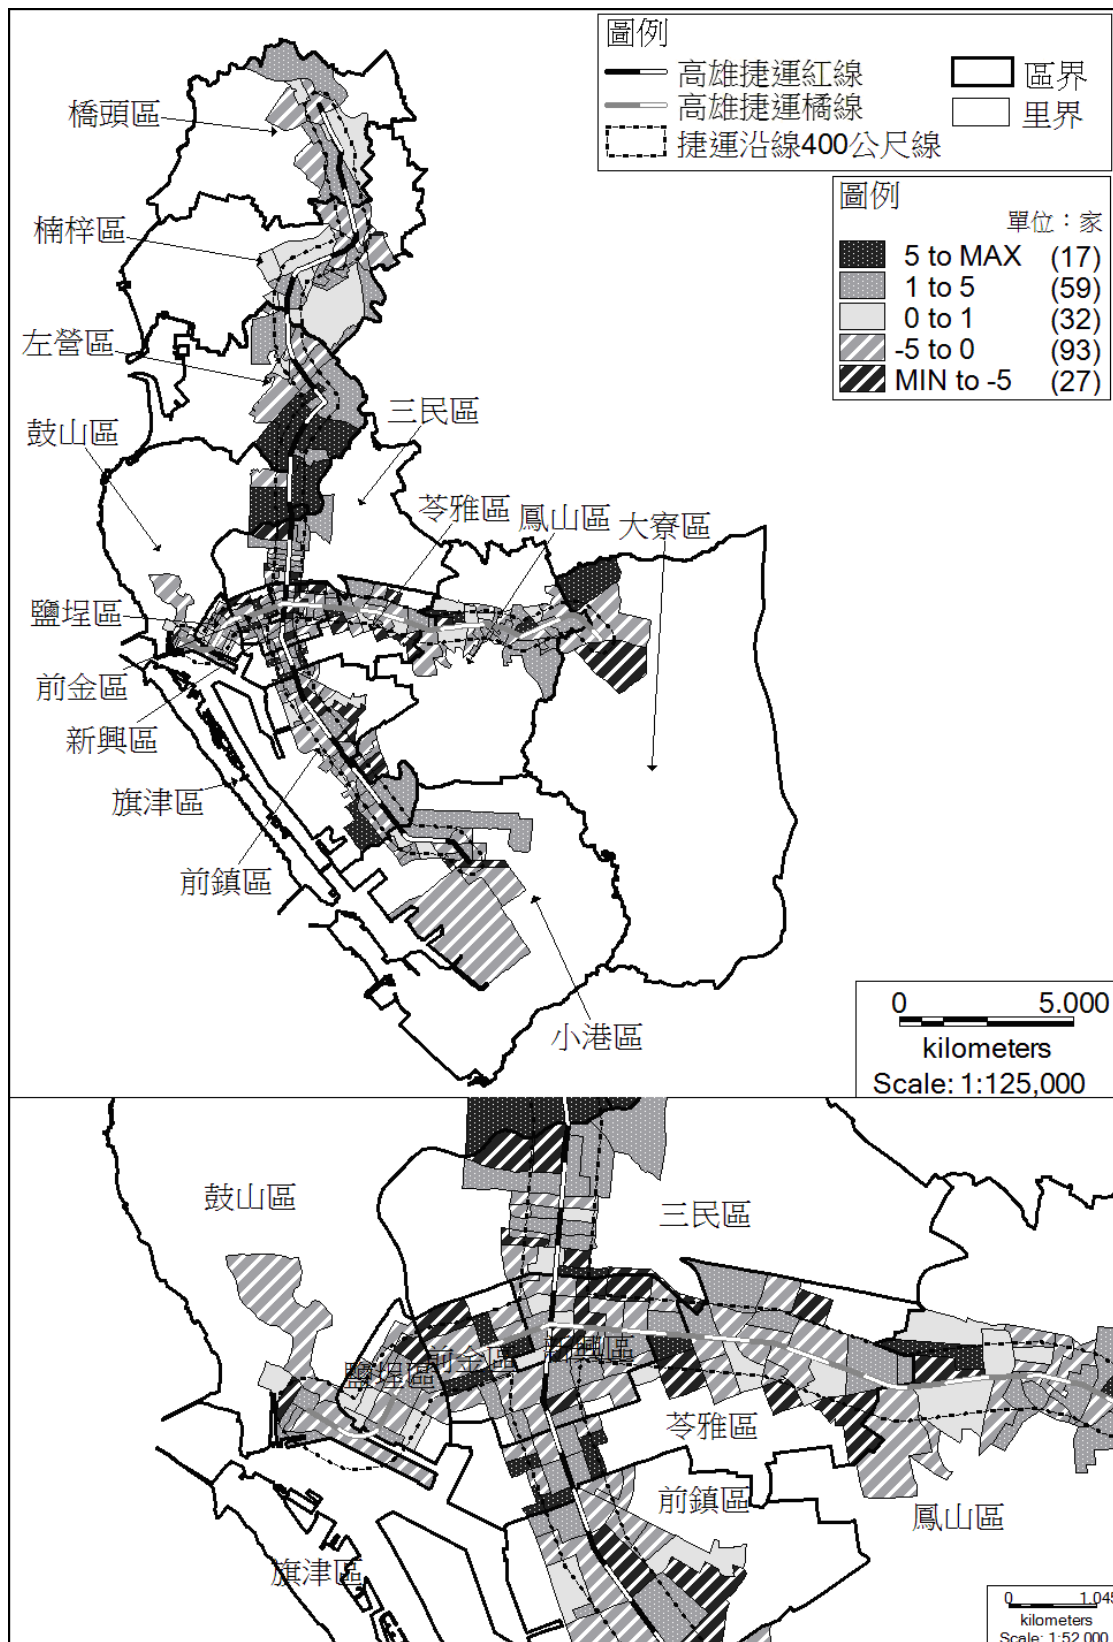 圖例
高雄捷運紅線
高雄捷運橘線
捷運沿線400公尺線
區界
里界
圖例
單位：家
5 to MAX (17)
1 to 5 (59)
0 to 1 (32)
-5 to 0 (93)
MIN to -5 (27)
橋頭區
楠梓區
左營區
鼓山區
三民區
苓雅區
鳳山區
大寮區
鹽埕區
前金區
新興區
旗津區
前鎮區
小港區
0 5.000
kilometers
Scale: 1:125,000
鼓山區
三民區
鹽埕區
前金區
新興區
苓雅區
前鎮區
鳳山區
旗津區
0 1.045
kilometers
Scale: 1:52,000